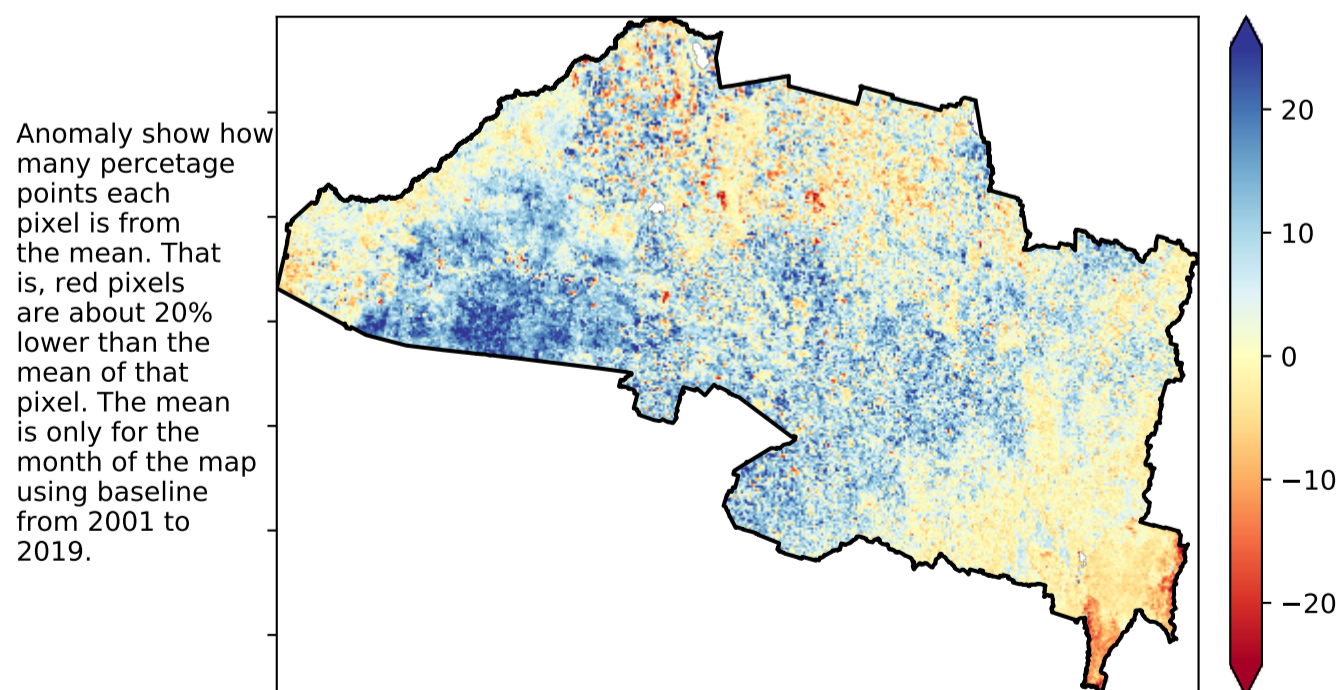 Anomaly show how
many percetage
points each
pixel is from
the mean. That
is, red pixels
are about 20%
lower than the
mean of that
pixel. The mean
is only for the
month of the map
using baseline
from 2001 to
2019.
20
10
0
−10
−20